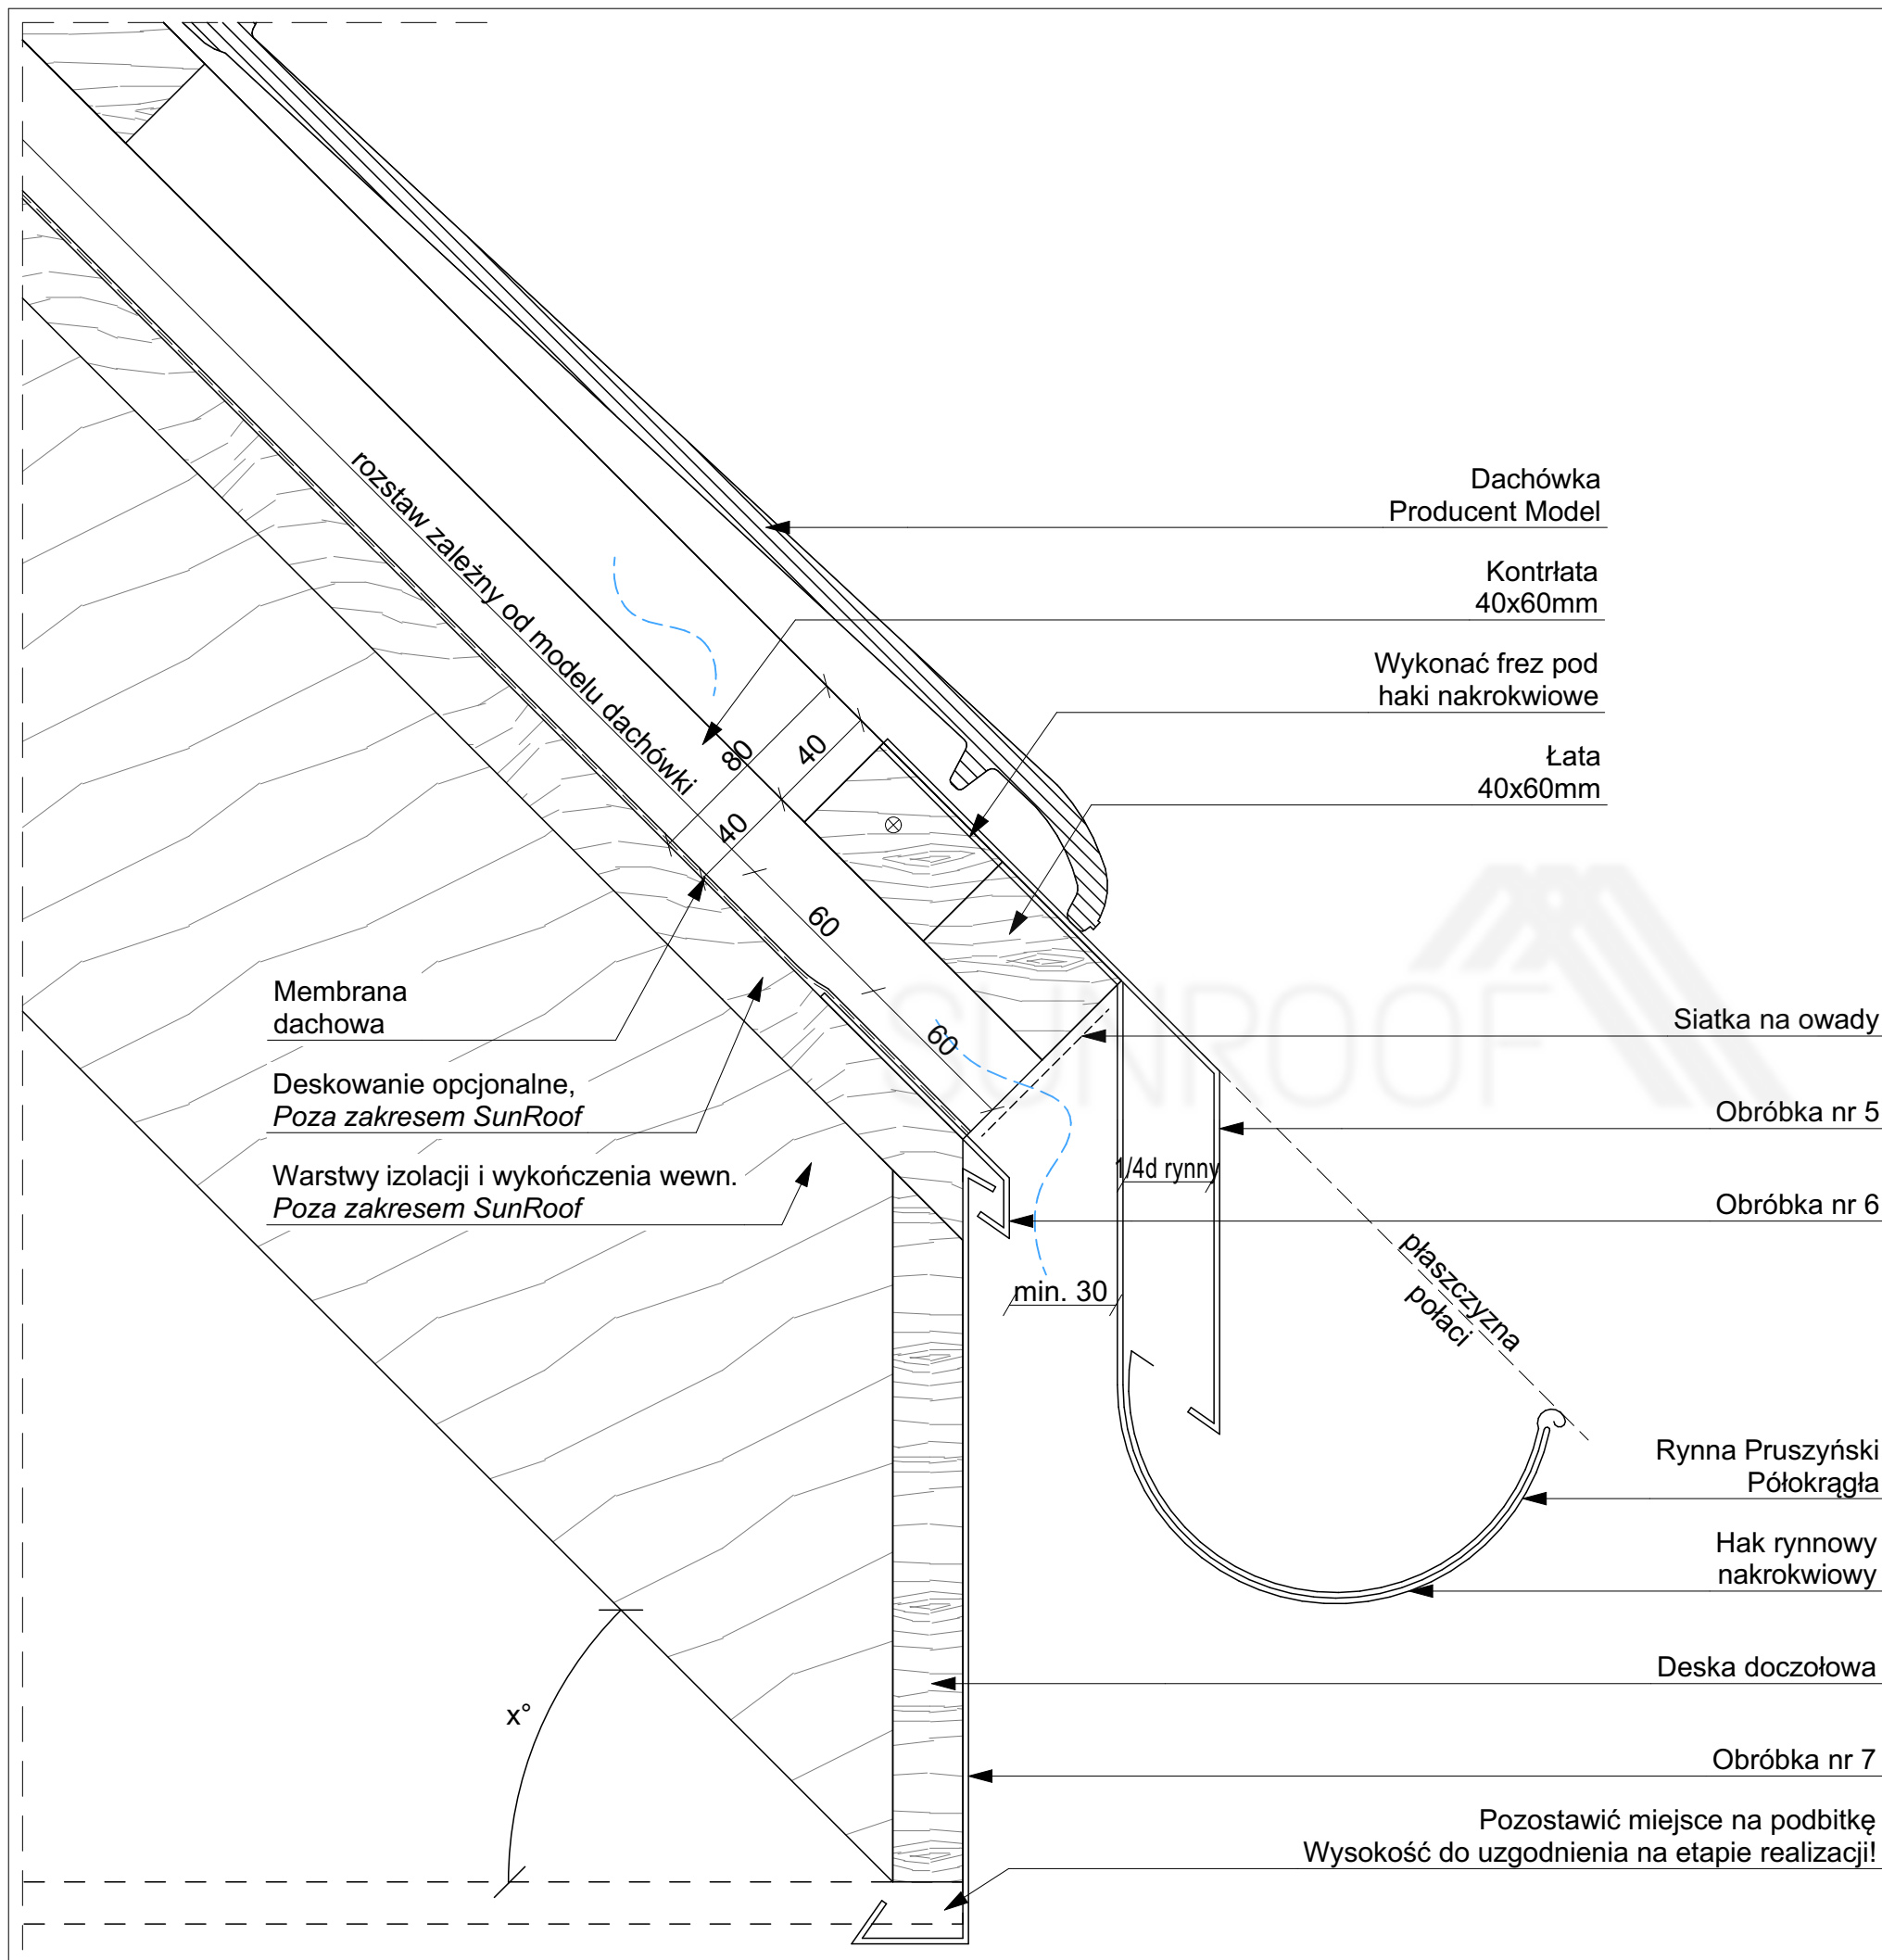 Dachówka
Producent Model
Kontrłata
40x60mm
Wykonać frez pod
haki nakrokwiowe
Łata
40x60mm
rozstaw zależny od modelu dachówki
80
40
40
60
60
Membrana
dachowa
Deskowanie opcjonalne,
Poza zakresem SunRoof
Warstwy izolacji i wykończenia wewn.
Poza zakresem SunRoof
SUNROOF
Siatka na owady
Obróbka nr 5
1/4d rynny
Obróbka nr 6
min. 30
płaszczyzna
połaci
Rynna Pruszyński
Półokrągła
Hak rynnowy
nakrokwiowy
Deska doczołowa
x°
Obróbka nr 7
Pozostawić miejsce na podbitkę
Wysokość do uzgodnienia na etapie realizacji!